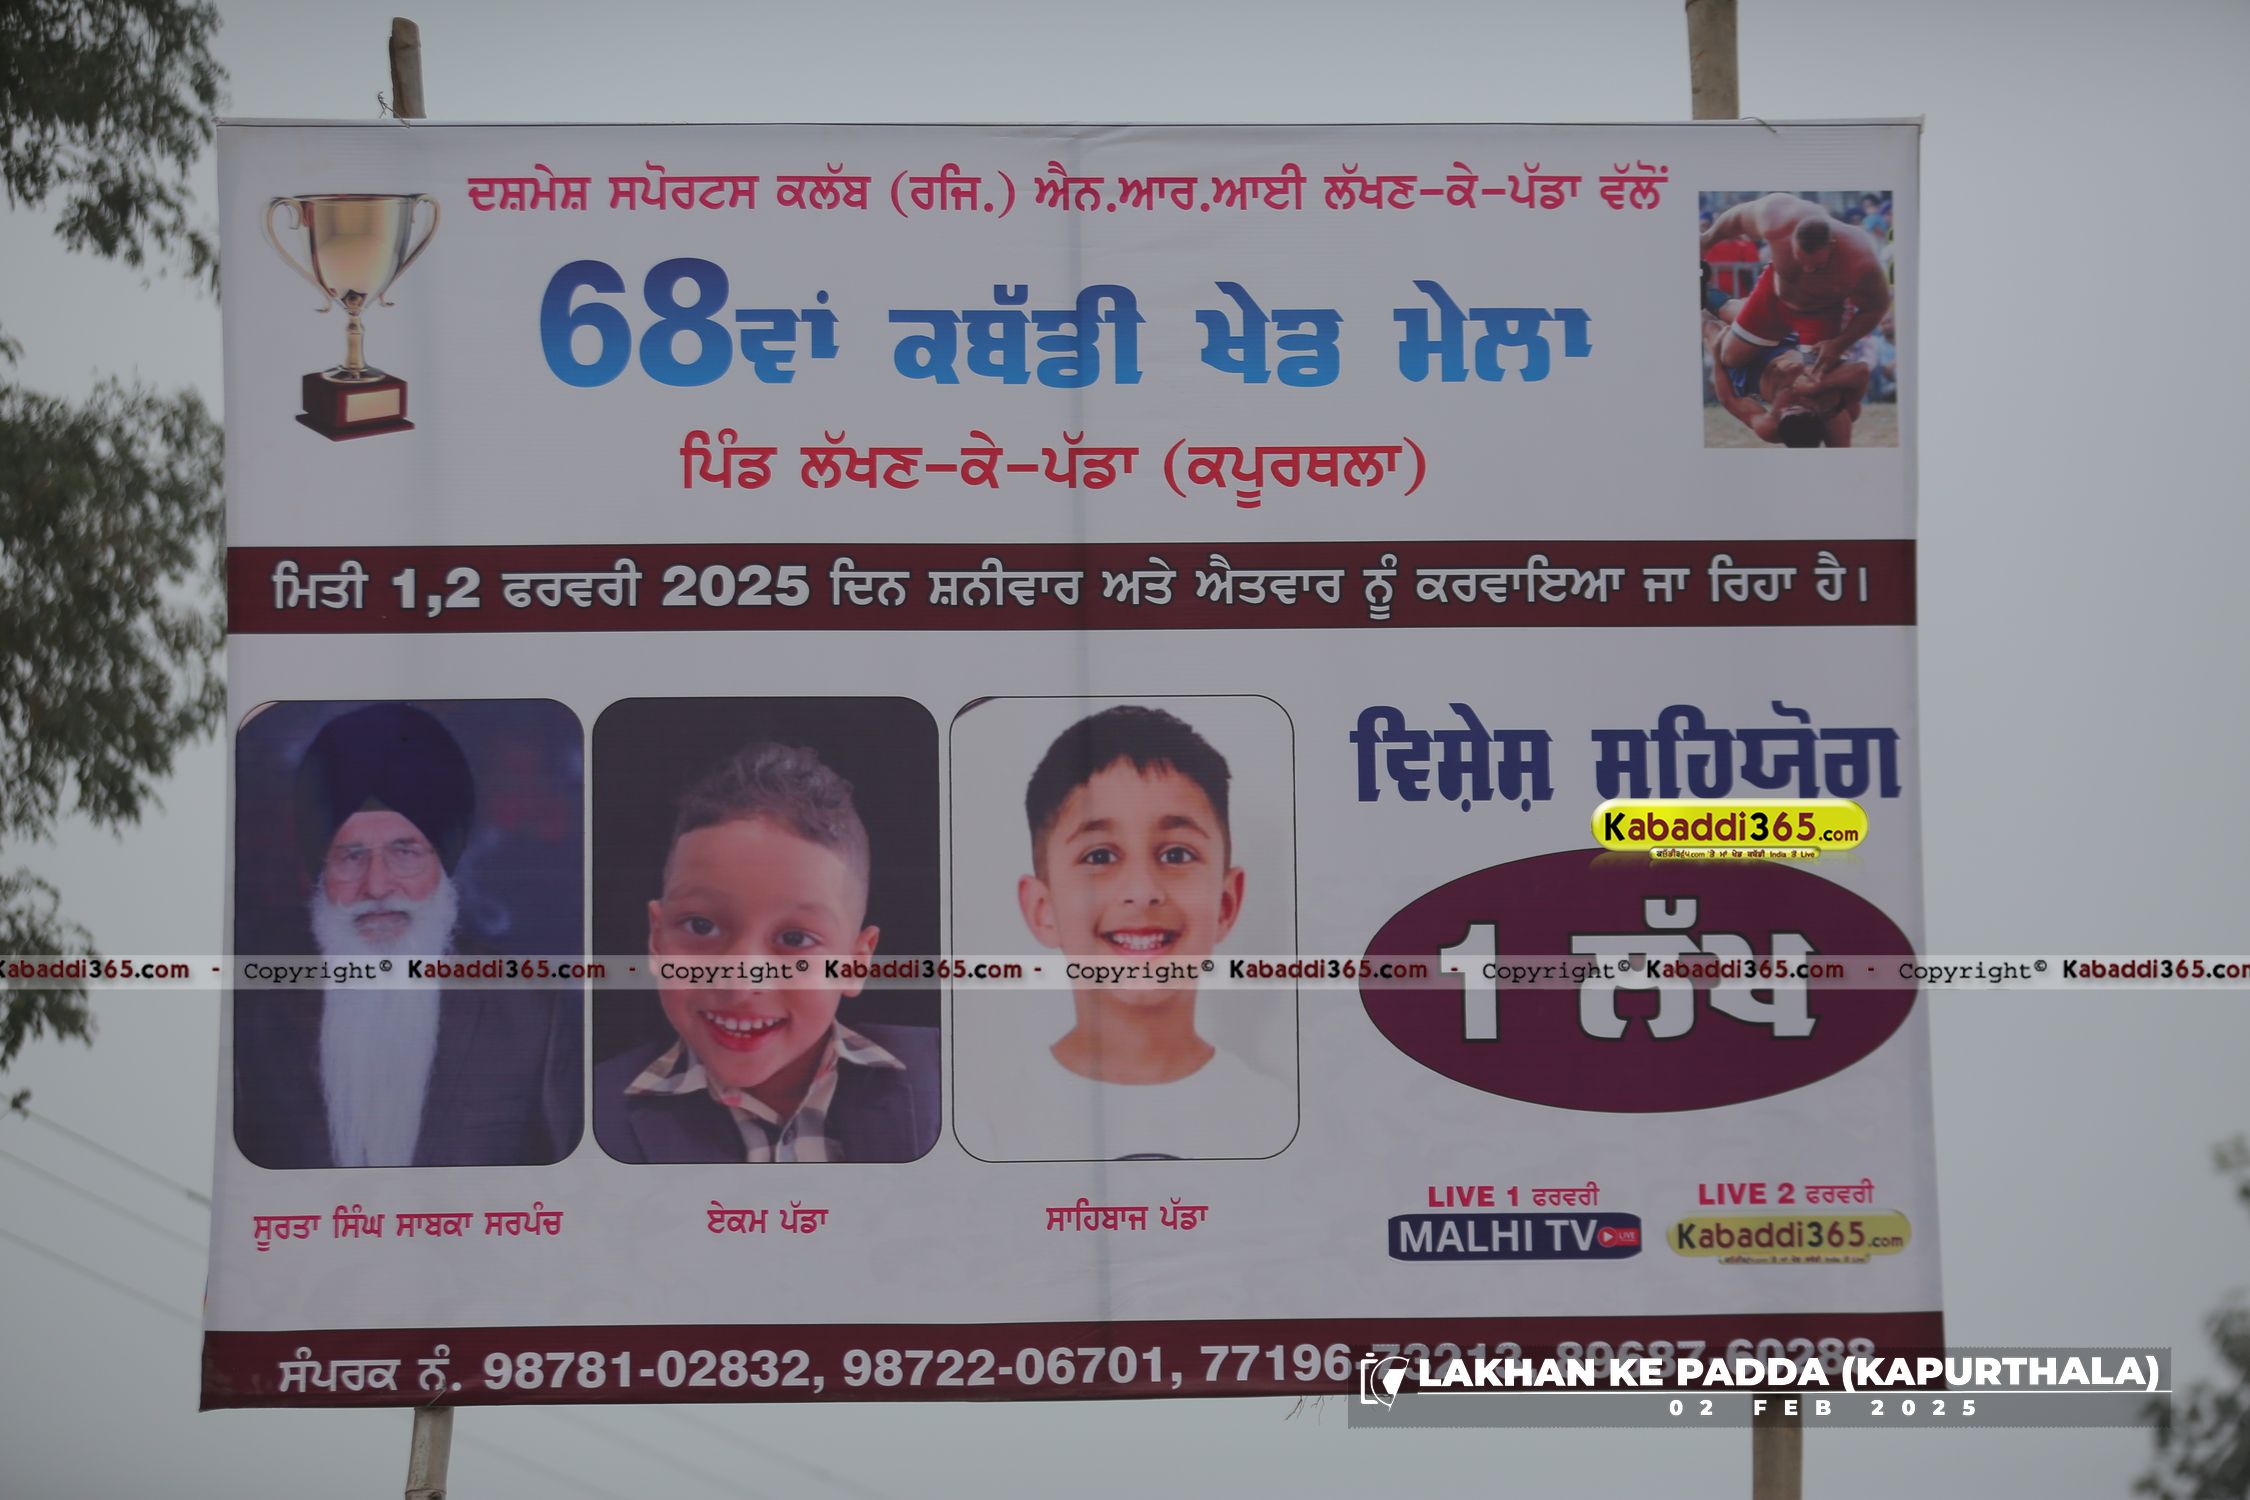 ਦਸ਼ਮੇਸ਼ ਸਪੋਰਟਸ ਕਲੱਬ (ਰਜਿ.) ਐਨ.ਆਰ.ਆਈ ਲੱਖਣ-ਕੇ-ਪੱਡਾ ਵੱਲੋਂ
68ਵਾਂ ਕਬੱਡੀ ਖੇਡ ਮੇਲਾ
ਪਿੰਡ ਲੱਖਣ-ਕੇ-ਪੱਡਾ (ਕਪੂਰਥਲਾ)
ਮਿਤੀ 1,2 ਫਰਵਰੀ 2025 ਦਿਨ ਸ਼ਨੀਵਾਰ ਅਤੇ ਐਤਵਾਰ ਨੂੰ ਕਰਵਾਇਆ ਜਾ ਰਿਹਾ ਹੈ।
ਵਿਸ਼ੇਸ਼ ਸਹਿਯੋਗ
Kabaddi365.com
1 ਲੱਖ
Kabaddi365.com - Copyright© Kabaddi365.com - Copyright© Kabaddi365.com - Copyright© Kabaddi365.com - Copyright© Kabaddi365.com - Copyright© Kabaddi365.com
ਸੂਰਤਾ ਸਿੰਘ ਸਾਬਕਾ ਸਰਪੰਚ
ਏਕਮ ਪੱਡਾ
ਸਾਹਿਬਾਜ ਪੱਡਾ
LIVE 1 ਫਰਵਰੀ
MALHI TV LIVE
LIVE 2 ਫਰਵਰੀ
Kabaddi365.com
ਸੰਪਰਕ ਨੰ. 98781-02832, 98722-06701, 77196-
LAKHAN KE PADDA (KAPURTHALA)
02 FEB 2025